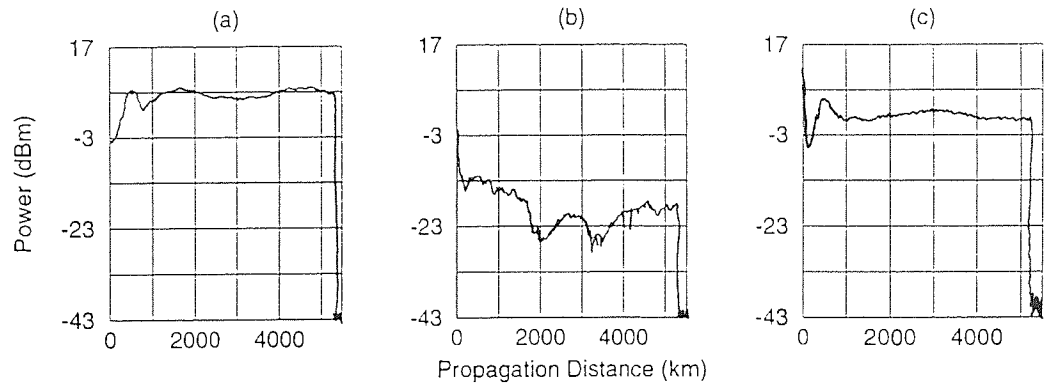 (a) (b) (c)
17 17 17
-3 -3 -3
Power (dBm)
-23 -23 -23
-43 -43 -43
0 2000 4000 0 2000 4000 0 2000 4000
Propagation Distance (km)